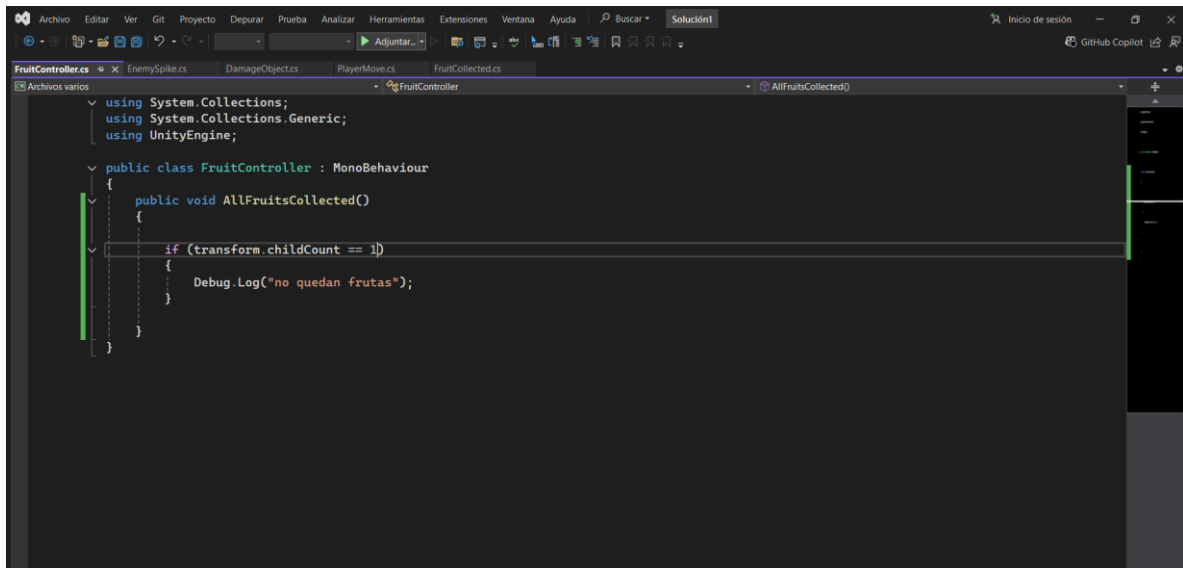 Archivo Editar Ver Git Proyecto Depurar Prueba Analizar Herramientas Extensiones Ventana Ayuda Buscar Solución1 Inicio de sesión
Adjuntar... GitHub Copilot
FruitController.cs EnemySpike.cs DamageObject.cs PlayerMove.cs FruitCollected.cs
Archivos varios FruitController AllFruitsCollected()
using System.Collections;
using System.Collections.Generic;
using UnityEngine;
public class FruitController : MonoBehaviour
{
public void AllFruitsCollected()
{
if (transform.childCount == 1)
{
Debug.Log("no quedan frutas");
}
}
}